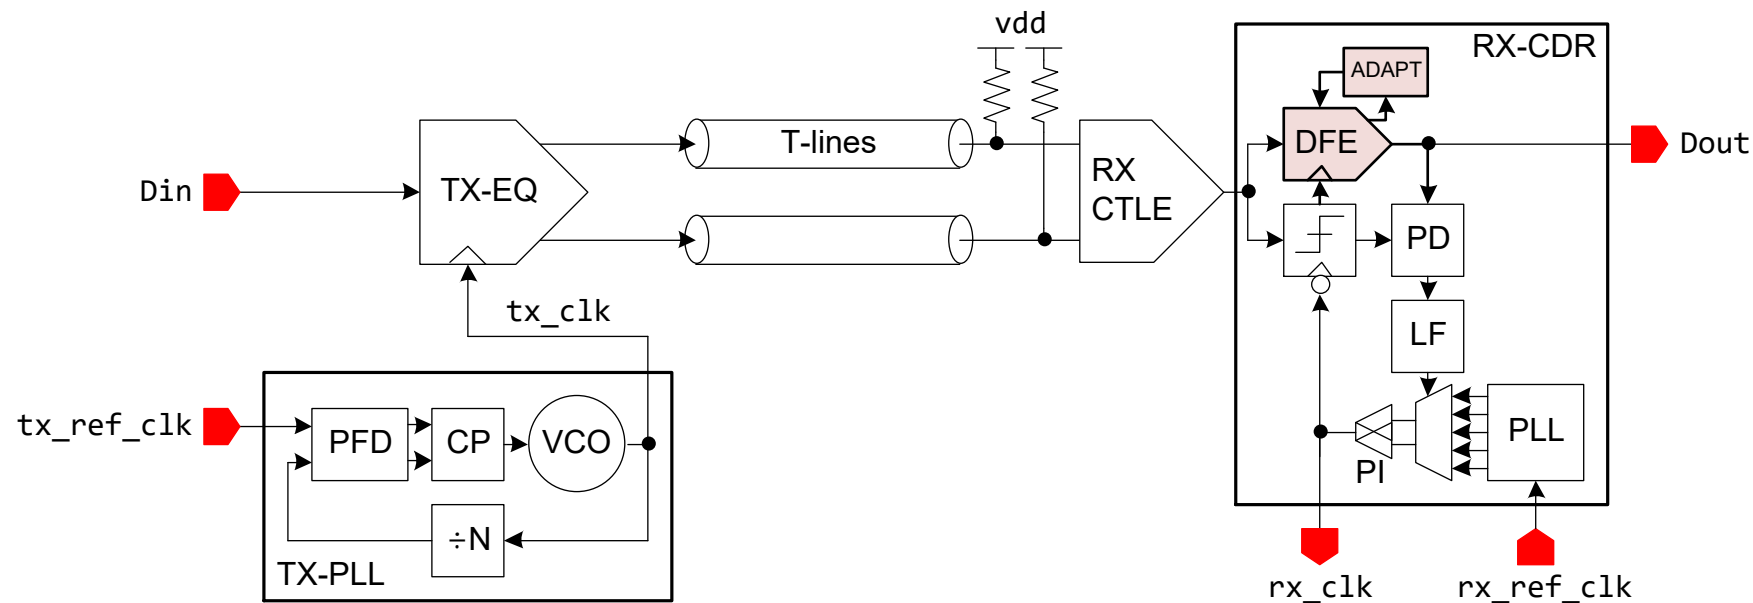 vdd
RX-CDR
ADAPT
T-lines
DFE
Dout
Din
TX-EQ
RX
CTLE
PD
tx_clk
LF
tx_ref_clk
PFD
CP
VCO
PLL
PI
÷N
TX-PLL
rx_clk
rx_ref_clk